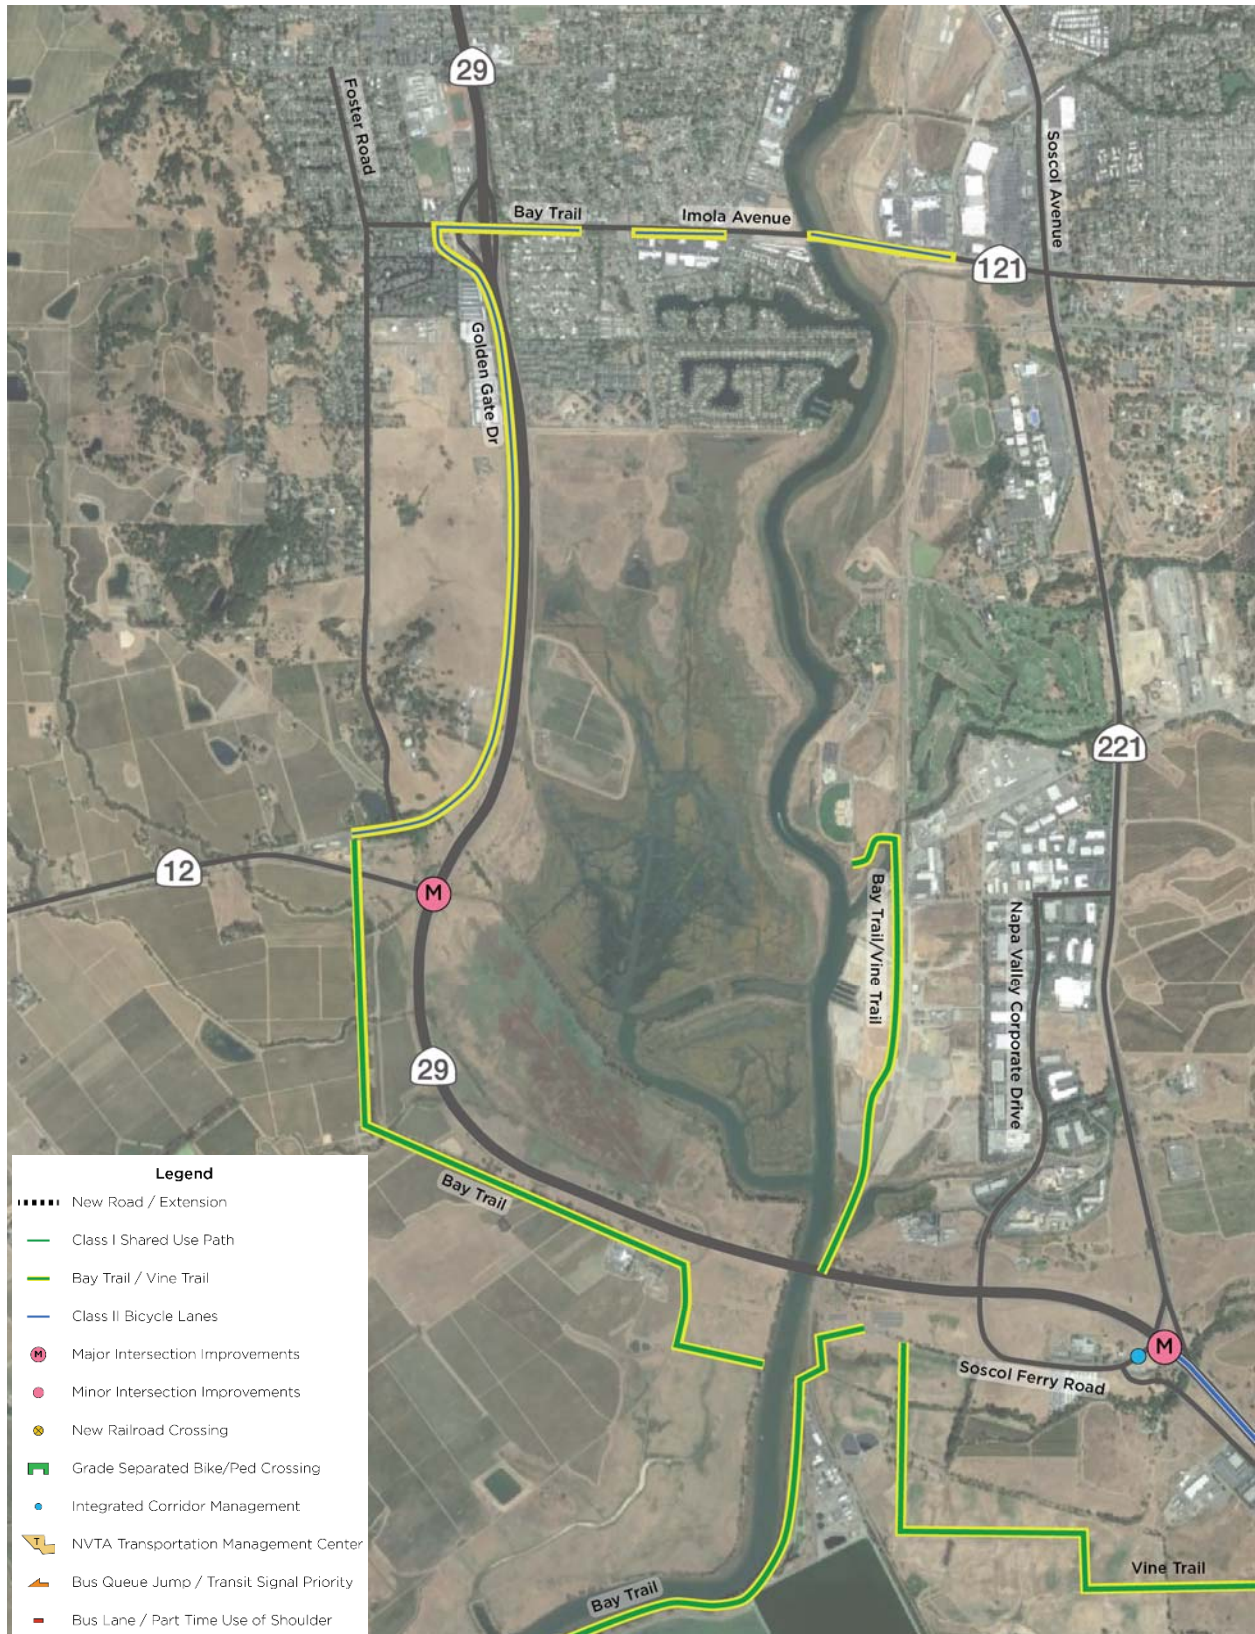 29
Foster Road
Soscol Avenue
Bay Trail
Imola Avenue
121
Golden Gate Dr
221
12
M
Bay Trail/Vine Trail
Napa Valley Corporate Drive
29
Bay Trail
M
Soscol Ferry Road
Vine Trail
Bay Trail
Legend
New Road / Extension
Class I Shared Use Path
Bay Trail / Vine Trail
Class II Bicycle Lanes
M Major Intersection Improvements
Minor Intersection Improvements
New Railroad Crossing
Grade Separated Bike/Ped Crossing
Integrated Corridor Management
T NVTA Transportation Management Center
Bus Queue Jump / Transit Signal Priority
Bus Lane / Part Time Use of Shoulder